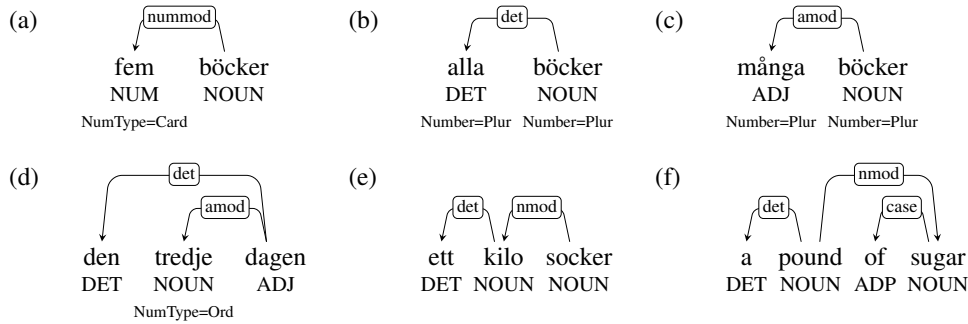 (a) nummod
fem böcker
NUM NOUN
NumType=Card
(b) det
alla böcker
DET NOUN
Number=Plur Number=Plur
(c) amod
många böcker
ADJ NOUN
Number=Plur Number=Plur
(d) det
amod
den tredje dagen
DET NOUN ADJ
NumType=Ord
(e) det nmod
ett kilo socker
DET NOUN NOUN
(f) nmod
det case
a pound of sugar
DET NOUN ADP NOUN